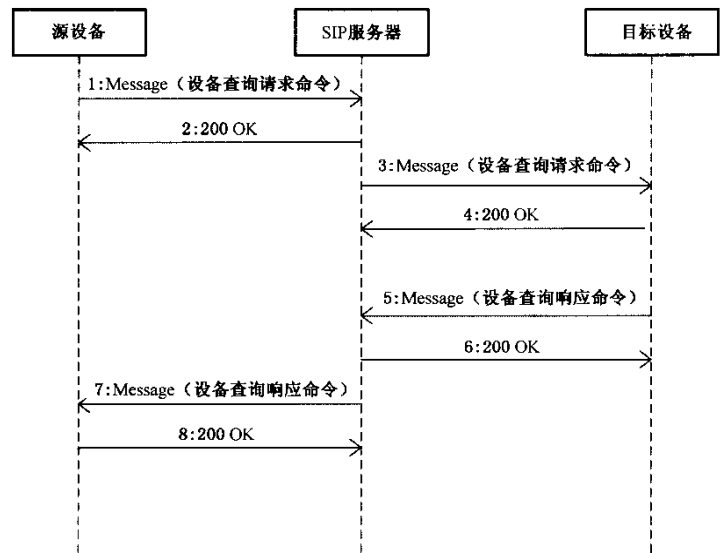 源设备
SIP服务器
目标设备
1:Message（设备查询请求命令）
2:200 OK
3:Message（设备查询请求命令）
4:200 OK
5:Message（设备查询响应命令）
6:200 OK
7:Message（设备查询响应命令）
8:200 OK